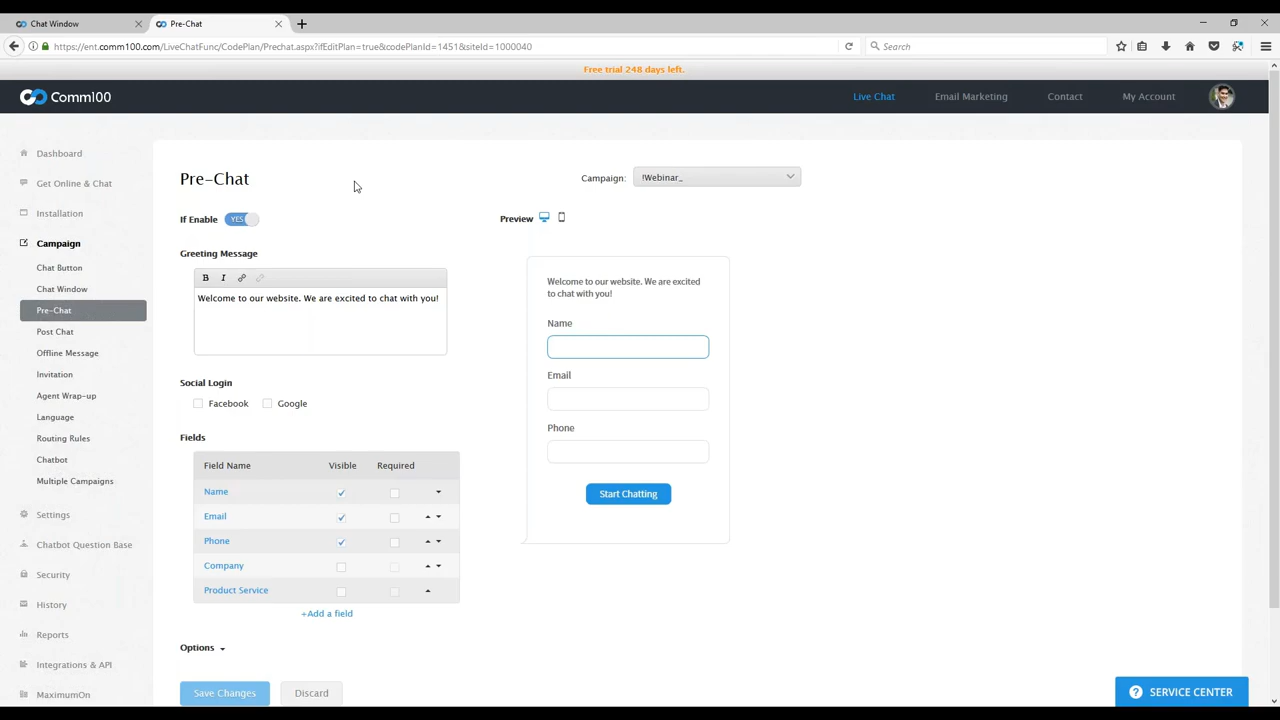 Chat Window
Pre-Chat
https://ent.comm100.com/LiveChatFunc/CodePlan/Prechat.aspx?ifEditPlan=true&codePlanId=1451&siteId=1000040
Search
Free trial 248 days left.
Comm100
Live Chat
Email Marketing
Contact
My Account
Dashboard
Get Online & Chat
Installation
Campaign
Chat Button
Chat Window
Pre-Chat
Post Chat
Offline Message
Invitation
Agent Wrap-up
Language
Routing Rules
Chatbot
Multiple Campaigns
Settings
Chatbot Question Base
Security
History
Reports
Integrations & API
MaximumOn
Pre-Chat
Campaign: !Webinar_
If Enable YES
Greeting Message
B I
Welcome to our website. We are excited to chat with you!
Social Login
Facebook Google
Fields
Field Name Visible Required
Name
Email
Phone
Company
Product Service
+Add a field
Options
Save Changes Discard
Preview
Welcome to our website. We are excited
to chat with you!
Name
Email
Phone
Start Chatting
? SERVICE CENTER